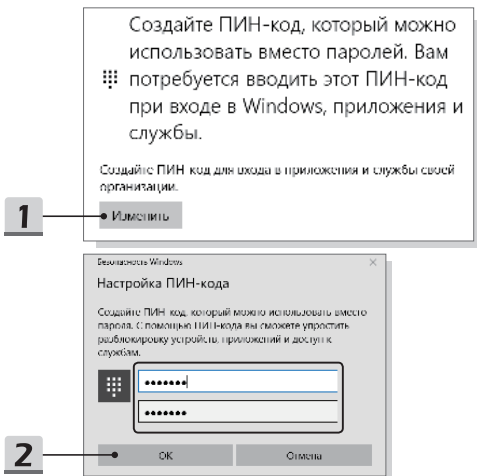 Создайте ПИН-код, который можно
использовать вместо паролей. Вам
потребуется вводить этот ПИН-код
при входе в Windows, приложения и
службы.
Создайте ПИН-код для входа в приложения и службы своей
организации.
1
Изменить
Безопасность Windows
Настройка ПИН-кода
Создайте ПИН-код, который можно использовать вместо
пароля. С помощью ПИН-кода вы сможете упростить
разблокировку устройств, приложений и доступ к
службам.
2
ОК
Отмена